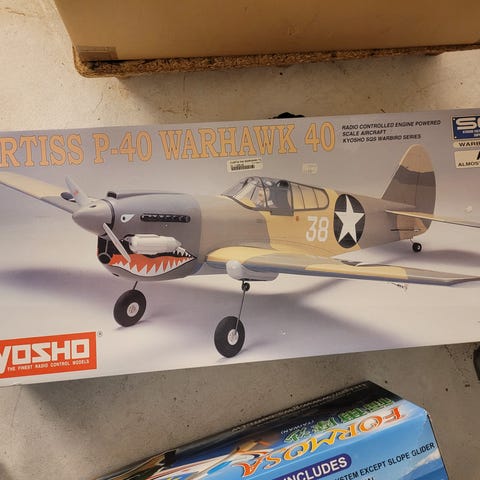 RTISS P-40 WARHAWK 40
RADIO CONTROLLED ENGINE POWERED
SCALE AIRCRAFT
KYOSHO SQS WARBIRD SERIES
38
YOSHO
®
THE FINEST RADIO CONTROL MODELS
FORMOSA
INCLUDES
YSTEM EXCEPT SLOPE GLIDER